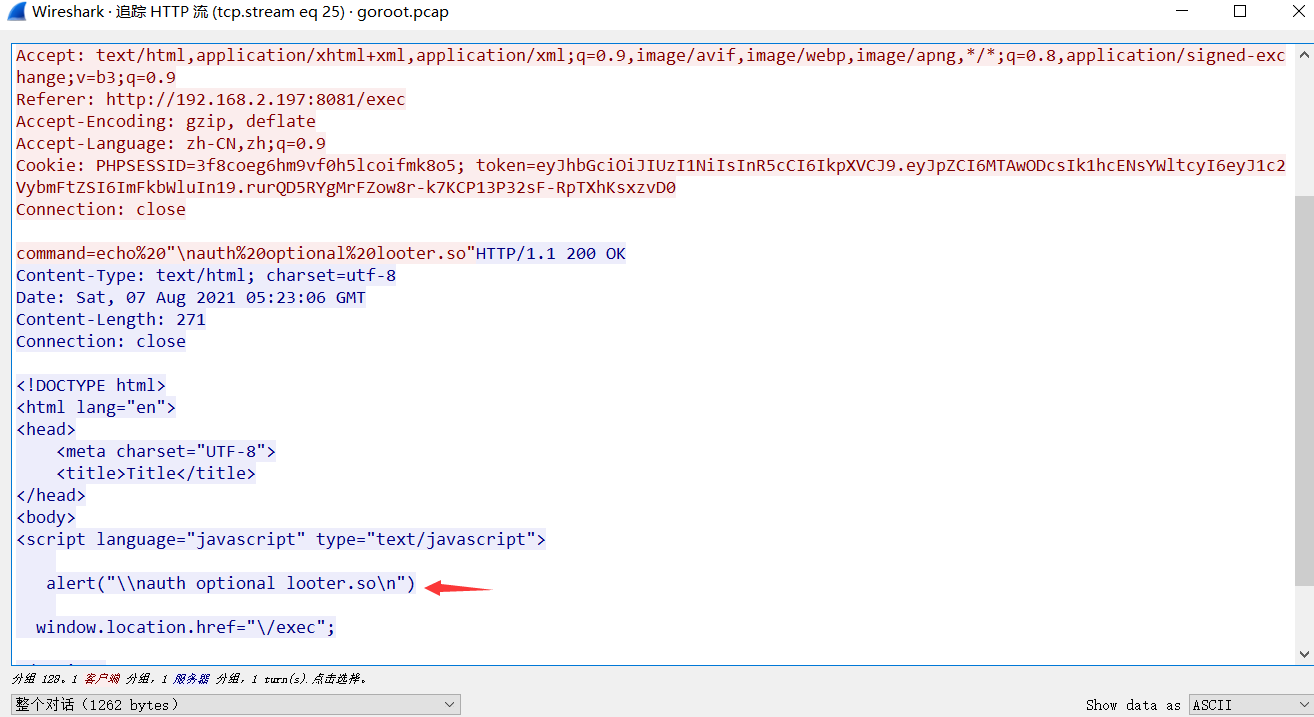 Wireshark · 追踪 HTTP 流 (tcp.stream eq 25) · goroot.pcap
Accept: text/html,application/xhtml+xml,application/xml;q=0.9,image/avif,image/webp,image/apng,*/*;q=0.8,application/signed-exc
hange;v=b3;q=0.9
Referer: http://192.168.2.197:8081/exec
Accept-Encoding: gzip, deflate
Accept-Language: zh-CN,zh;q=0.9
Cookie: PHPSESSID=3f8coeg6hm9vf0h5lcoifmk8o5; token=eyJhbGciOiJIUzI1NiIsInR5cCI6IkpXVCJ9.eyJpZCI6MTAwODcsIk1hcENsYWltcyI6eyJ1c2
VybmFtZSI6ImFkbWluIn19.rurQD5RYgMrFZow8r-k7KCP13P32sF-RpTXhKsxzvD0
Connection: close
command=echo%20"\nauth%20optional%20looter.so"HTTP/1.1 200 OK
Content-Type: text/html; charset=utf-8
Date: Sat, 07 Aug 2021 05:23:06 GMT
Content-Length: 271
Connection: close
<!DOCTYPE html>
<html lang="en">
<head>
    <meta charset="UTF-8">
    <title>Title</title>
</head>
<body>
<script language="javascript" type="text/javascript">
   alert("\\nauth optional looter.so\n")
  window.location.href="\/exec";
分组 129。1 客户端 分组，1 服务器 分组，1 turn(s).点击选择。
整个对话（1262 bytes）
Show data as ASCII